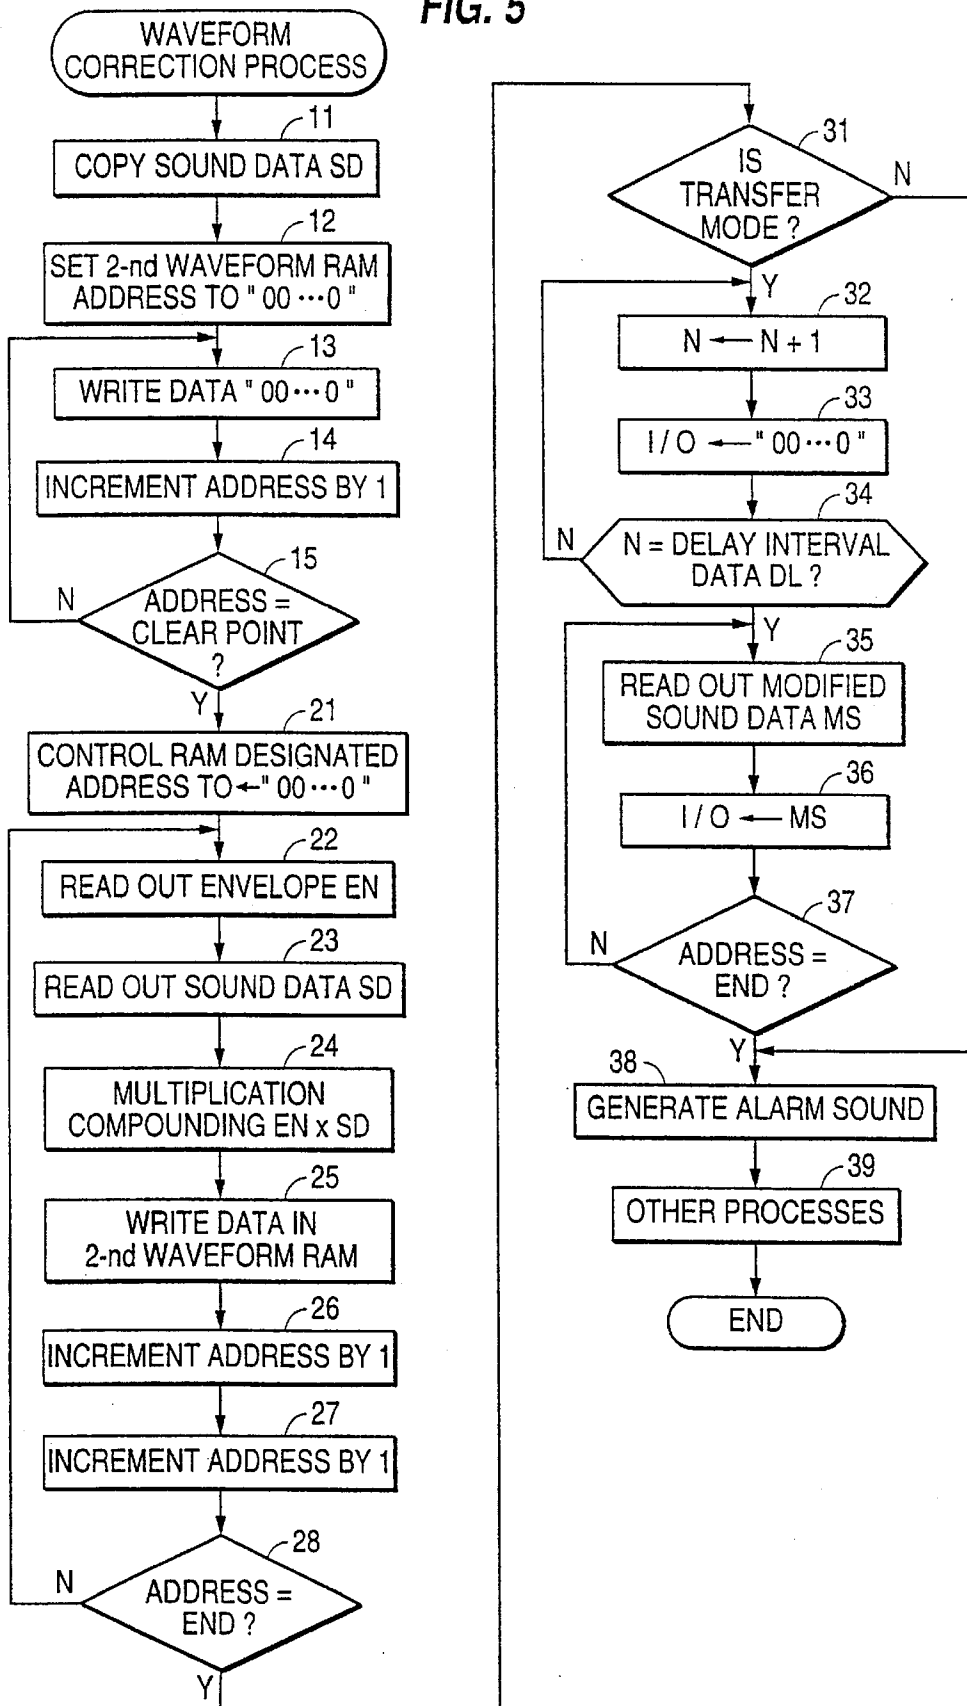 FIG. 5
WAVEFORM
CORRECTION PROCESS
11
COPY SOUND DATA SD
12
SET 2-nd WAVEFORM RAM
ADDRESS TO " 00 ··· 0 "
13
WRITE DATA " 00 ··· 0 "
14
INCREMENT ADDRESS BY 1
15
ADDRESS =
CLEAR POINT
?
N
Y
21
CONTROL RAM DESIGNATED
ADDRESS TO ← " 00 ··· 0 "
22
READ OUT ENVELOPE EN
23
READ OUT SOUND DATA SD
24
MULTIPLICATION
COMPOUNDING EN x SD
25
WRITE DATA IN
2-nd WAVEFORM RAM
26
INCREMENT ADDRESS BY 1
27
INCREMENT ADDRESS BY 1
28
ADDRESS =
END ?
N
Y
31
IS
TRANSFER
MODE ?
N
Y
32
N ← N + 1
33
I / O ← " 00 ··· 0 "
34
N = DELAY INTERVAL
DATA DL ?
N
Y
35
READ OUT MODIFIED
SOUND DATA MS
36
I / O ← MS
37
ADDRESS =
END ?
N
Y
38
GENERATE ALARM SOUND
39
OTHER PROCESSES
END